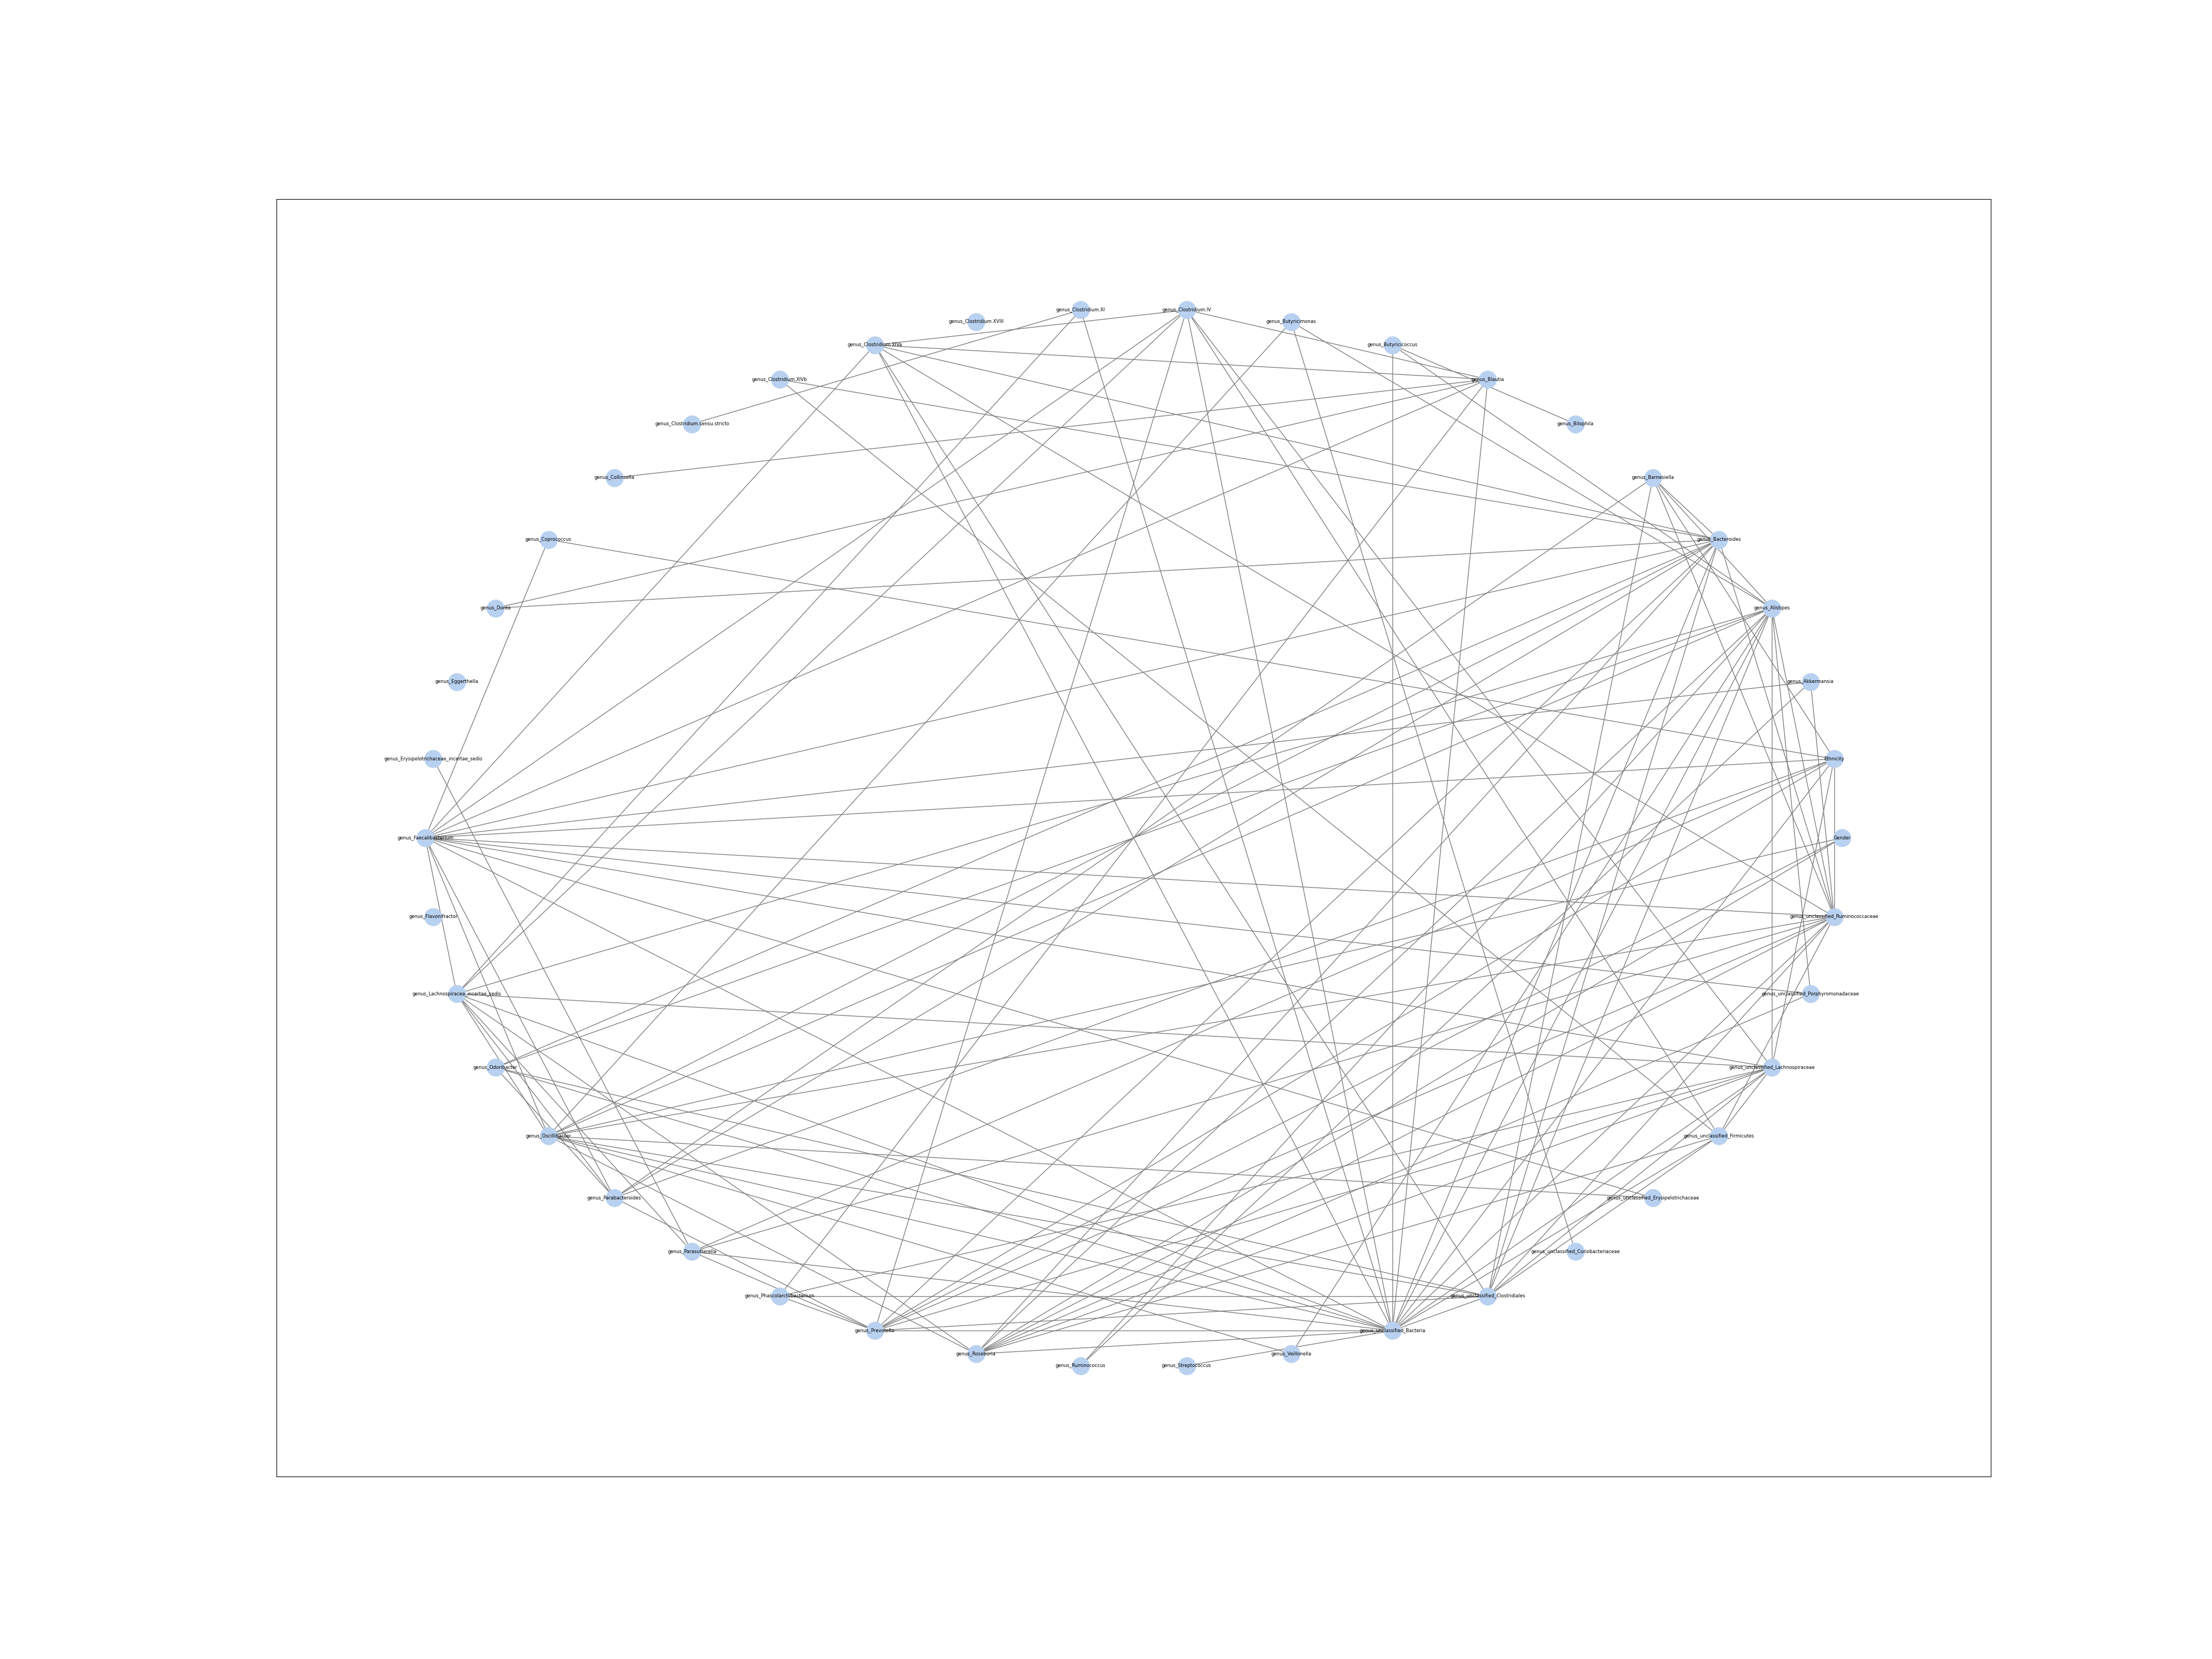 genus_Clostridium.XI
genus_Clostridium.IV
genus_Clostridium.XVIII
genus_Butyricimonas
genus_Clostridium.XIVa
genus_Butyricicoccus
genus_Clostridium.XIVb
genus_Blautia
genus_Clostridium.sensu.stricto
genus_Bilophila
genus_Collinsella
genus_Barnesiella
genus_Coprococcus
genus_Bacteroides
genus_Dorea
genus_Alistipes
genus_Eggerthella
genus_Akkermansia
genus_Erysipelotrichaceae_incertae_sedis
Ethnicity
genus_Faecalibacterium
Gender
genus_Flavonifractor
genus_unclassified_Ruminococcaceae
genus_Lachnospiracea_incertae_sedis
genus_unclassified_Porphyromonadaceae
genus_Odoribacter
genus_unclassified_Lachnospiraceae
genus_Oscillibacter
genus_unclassified_Firmicutes
genus_Parabacteroides
genus_unclassified_Erysipelotrichaceae
genus_Parasutterella
genus_unclassified_Coriobacteriaceae
genus_Phascolarctobacterium
genus_unclassified_Clostridiales
genus_Prevotella
genus_unclassified_Bacteria
genus_Roseburia
genus_Veillonella
genus_Ruminococcus
genus_Streptococcus